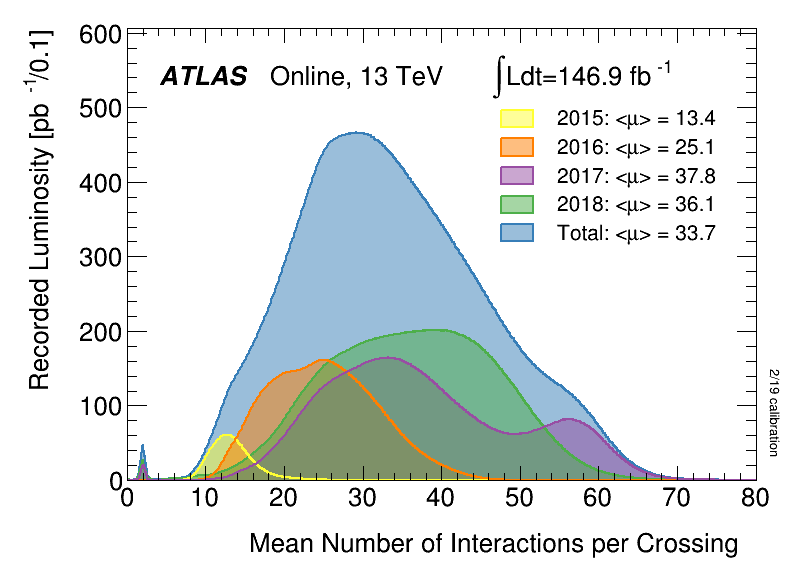 Recorded Luminosity [pb -1/0.1]
600
500
400
300
200
100
0
ATLAS Online, 13 TeV
∫Ldt=146.9 fb -1
2015: <μ> = 13.4
2016: <μ> = 25.1
2017: <μ> = 37.8
2018: <μ> = 36.1
Total: <μ> = 33.7
2/19 calibration
0 10 20 30 40 50 60 70 80
Mean Number of Interactions per Crossing